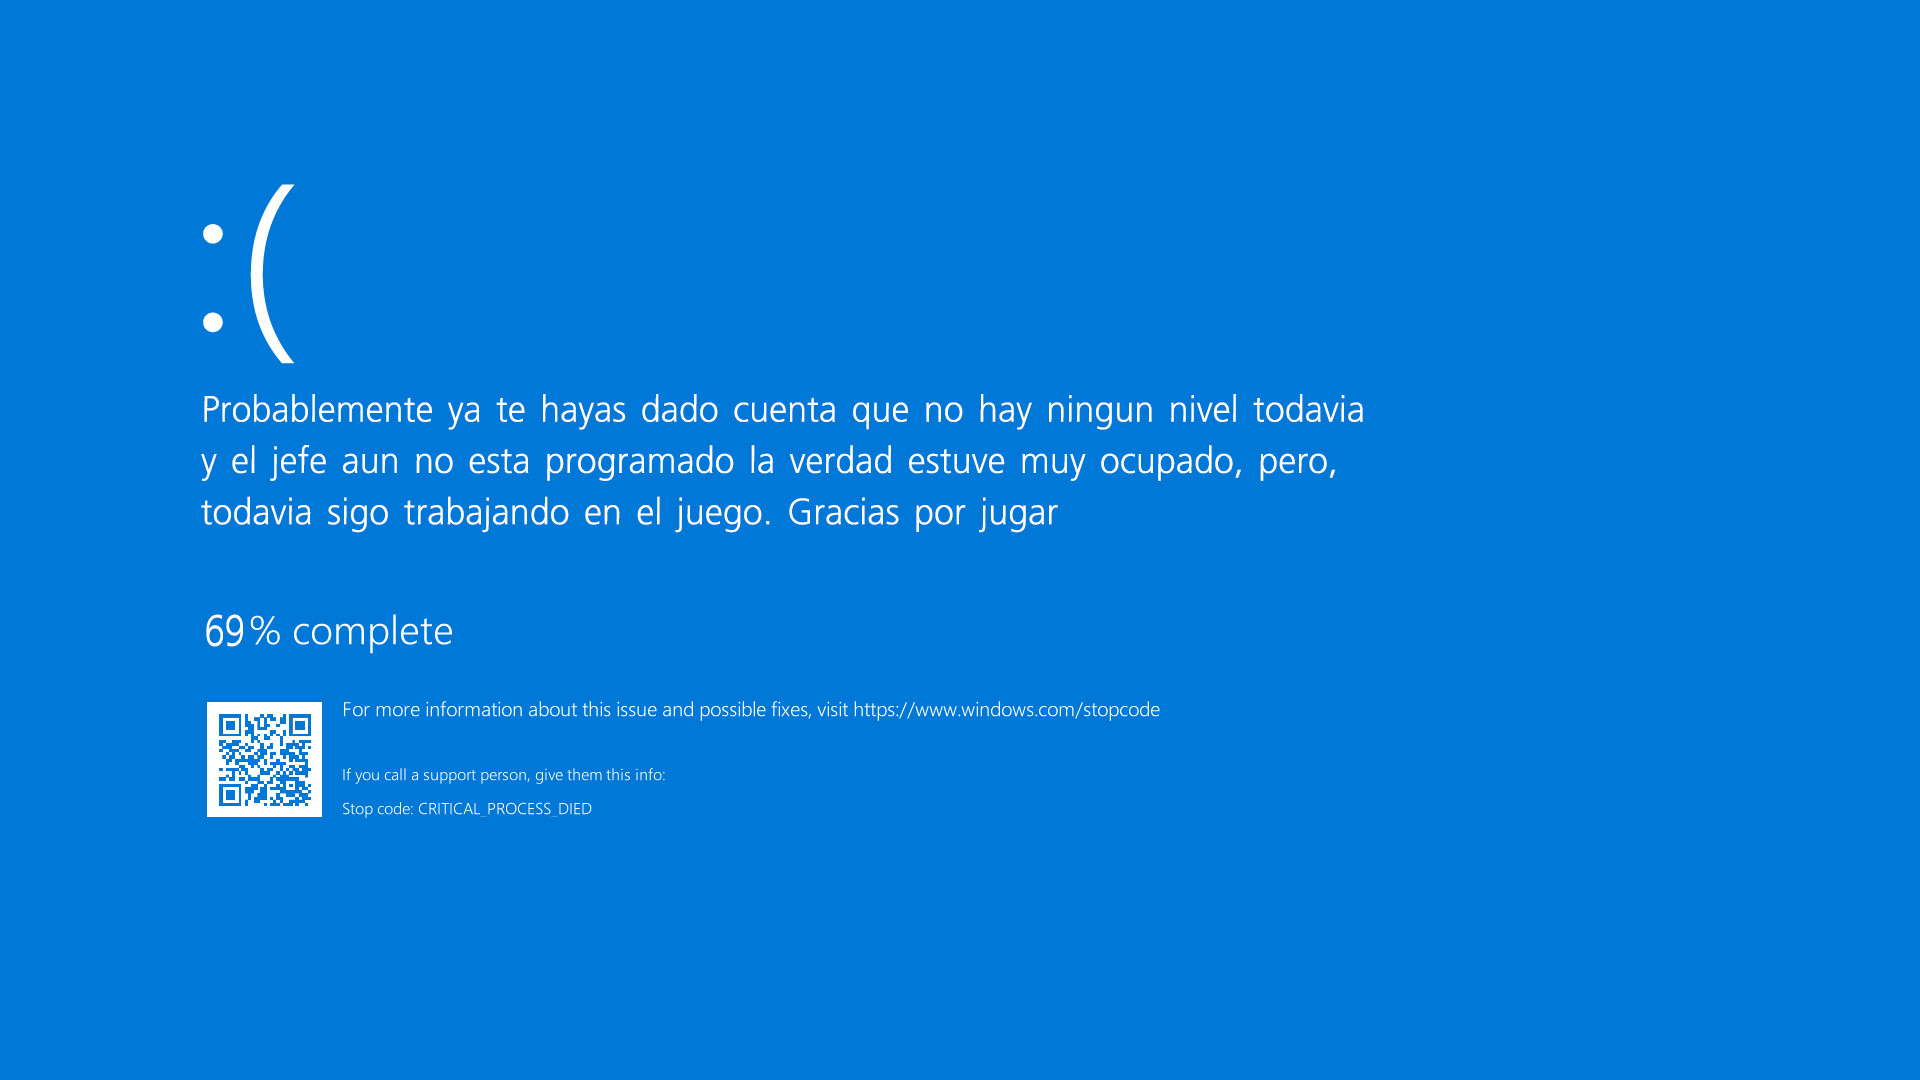 :(
Probablemente ya te hayas dado cuenta que no hay ningun nivel todavia
y el jefe aun no esta programado la verdad estuve muy ocupado, pero,
todavia sigo trabajando en el juego. Gracias por jugar
69% complete
For more information about this issue and possible fixes, visit https://www.windows.com/stopcode
If you call a support person, give them this info:
Stop code: CRITICAL_PROCESS_DIED